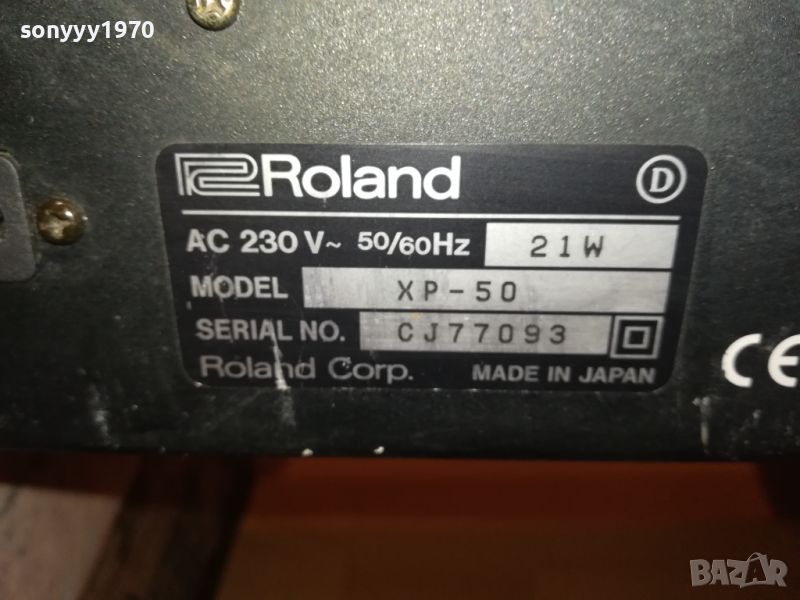 sonyyy1970
Roland D
AC 230 V~ 50/60Hz 21W
MODEL XP-50
SERIAL NO. CJ77093
Roland Corp. MADE IN JAPAN
CE
BAZAR